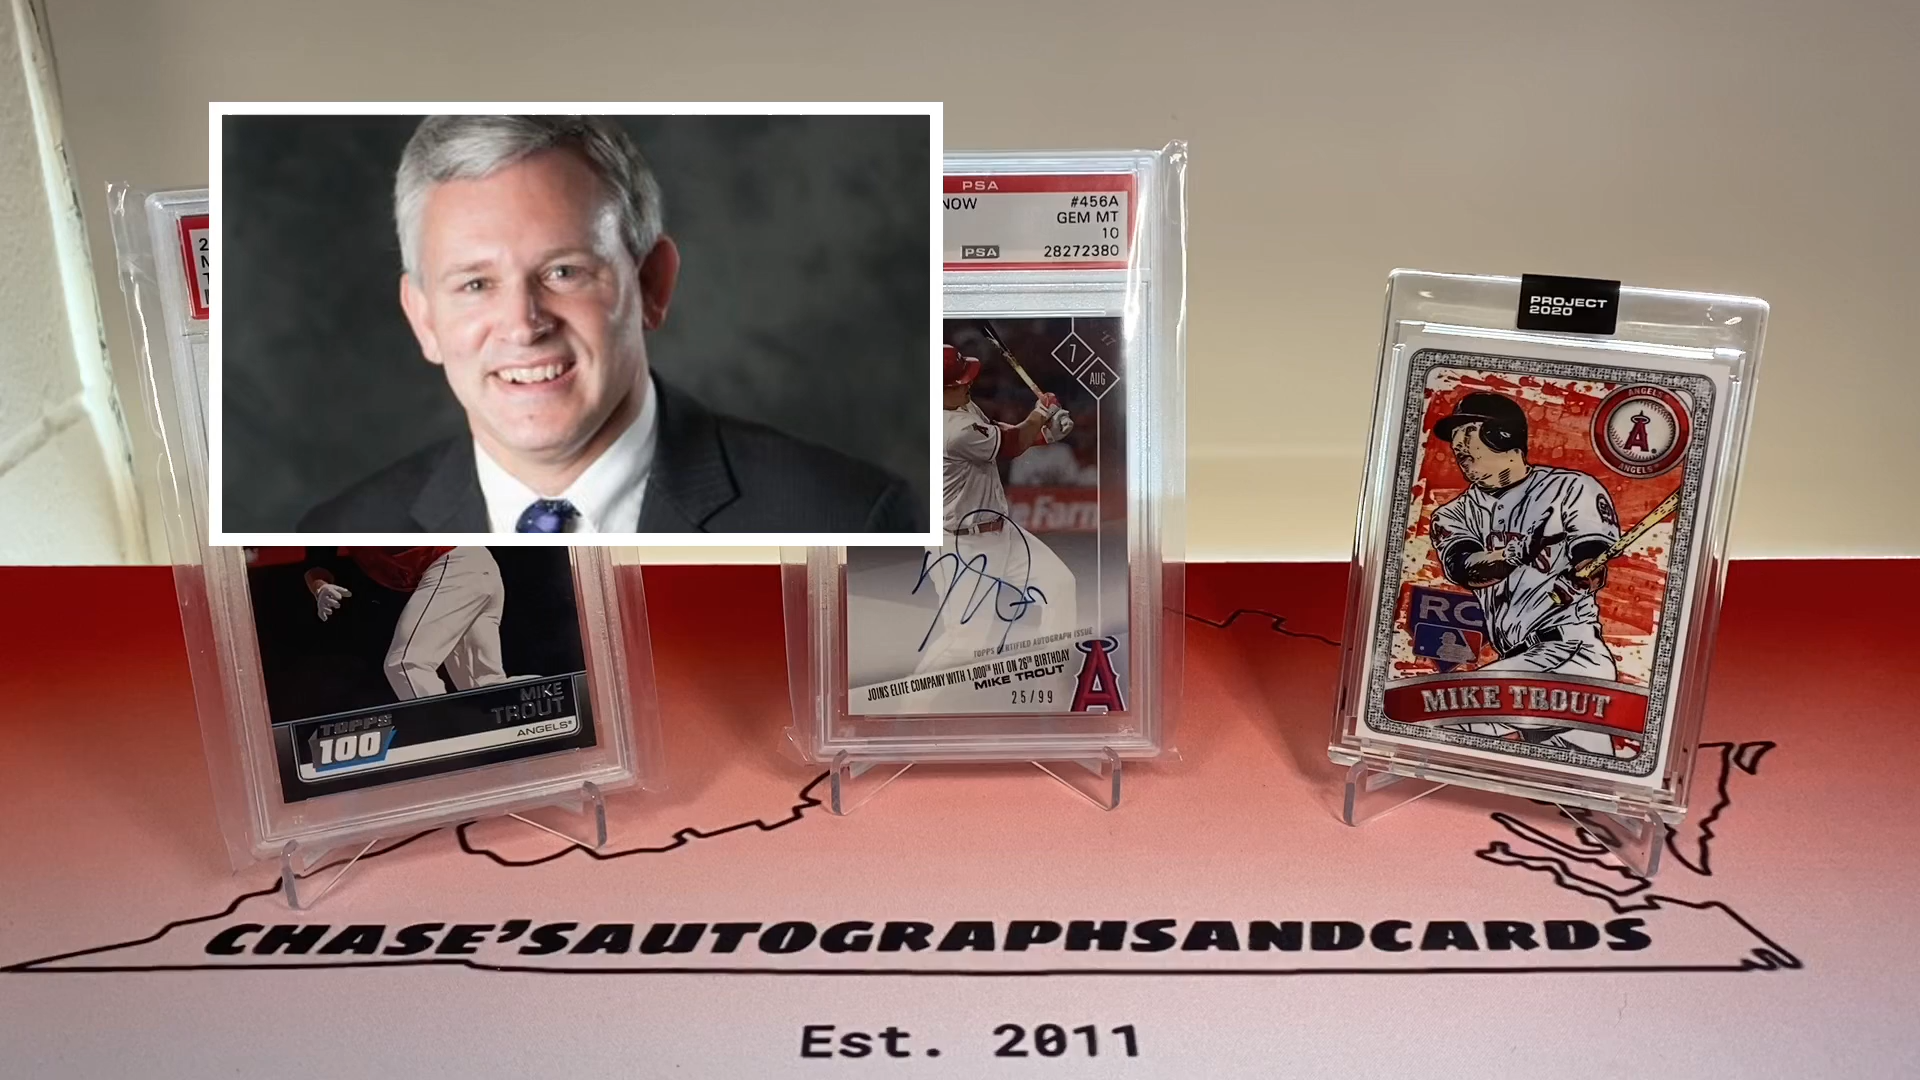 PSA
NOW #456A
GEM MT
10
PSA 28272380
7
AUG
'17
TOPPS CERTIFIED AUTOGRAPH ISSUE
JOINS ELITE COMPANY WITH 1,000TH HIT ON 26TH BIRTHDAY
MIKE TROUT
25/99
MIKE
TROUT
ANGELS®
TOPPS
100
PROJECT
2020
ANGELS
A
ANGELS
RC
MIKE TROUT
CHASE'SAUTOGRAPHSANDCARDS
Est. 2011